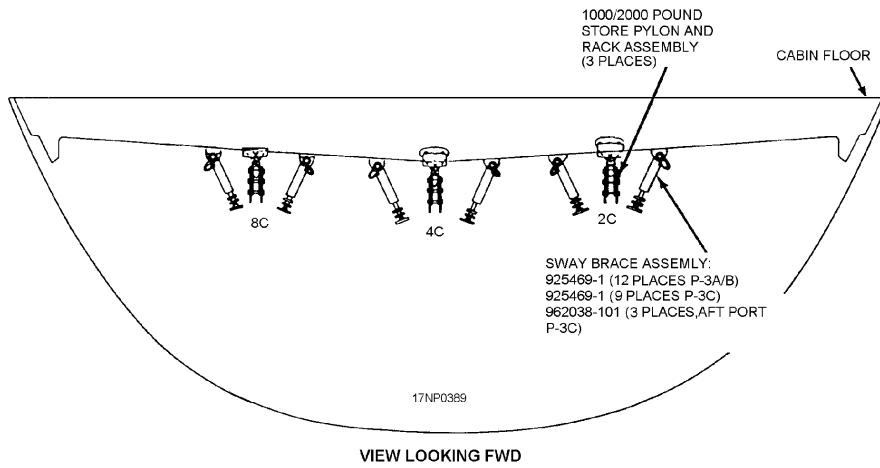 1000/2000 POUND
STORE PYLON AND
RACK ASSEMBLY
(3 PLACES)
CABIN FLOOR
8C
4C
2C
SWAY BRACE ASSEMLY:
925469-1 (12 PLACES P-3A/B)
925469-1 (9 PLACES P-3C)
962038-101 (3 PLACES,AFT PORT
P-3C)
17NP0389
VIEW LOOKING FWD